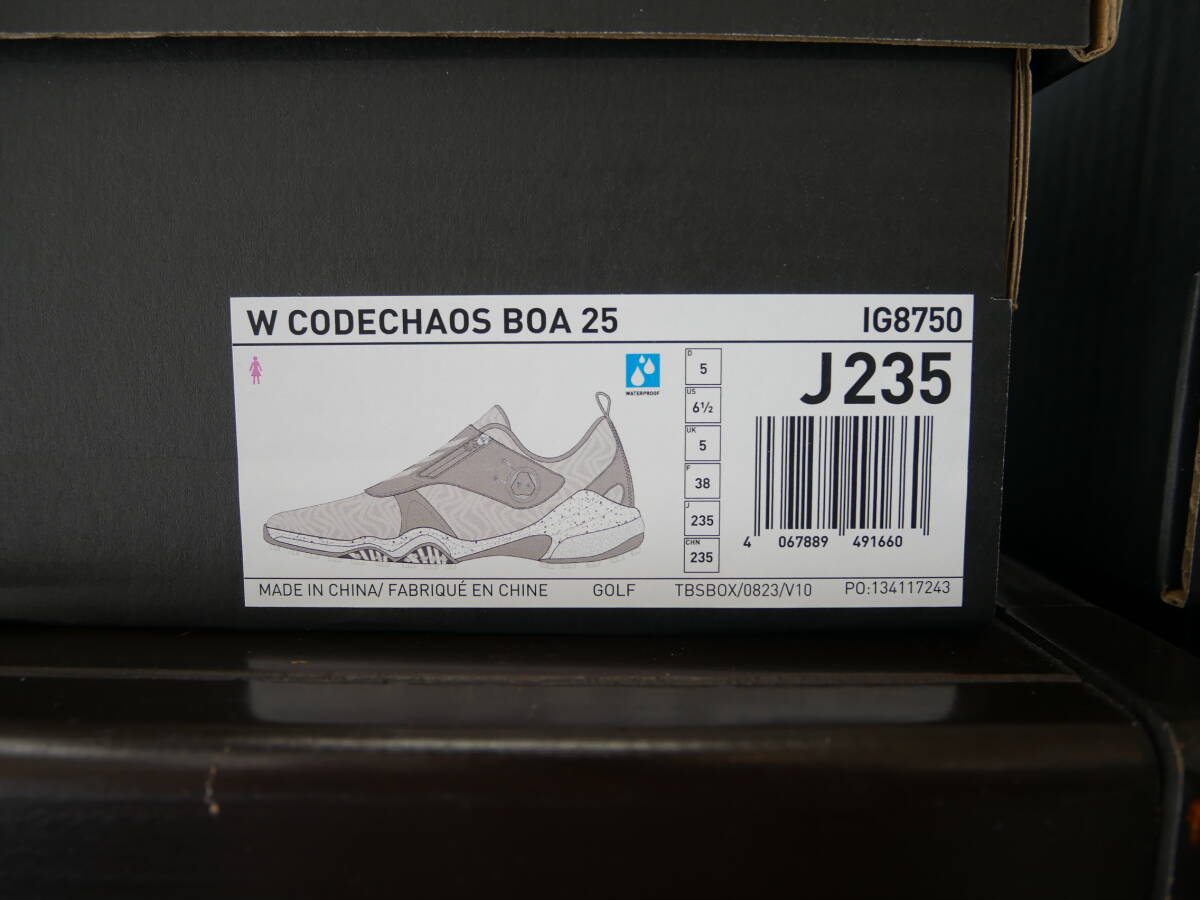 W CODECHAOS BOA 25 IG8750
WATERPROOF
D 5
US 6½
UK 5
F 38
J 235
CHN 235
J 235
4 067889 491660
MADE IN CHINA/ FABRIQUÉ EN CHINE GOLF TBSBOX/0823/V10 PO:134117243